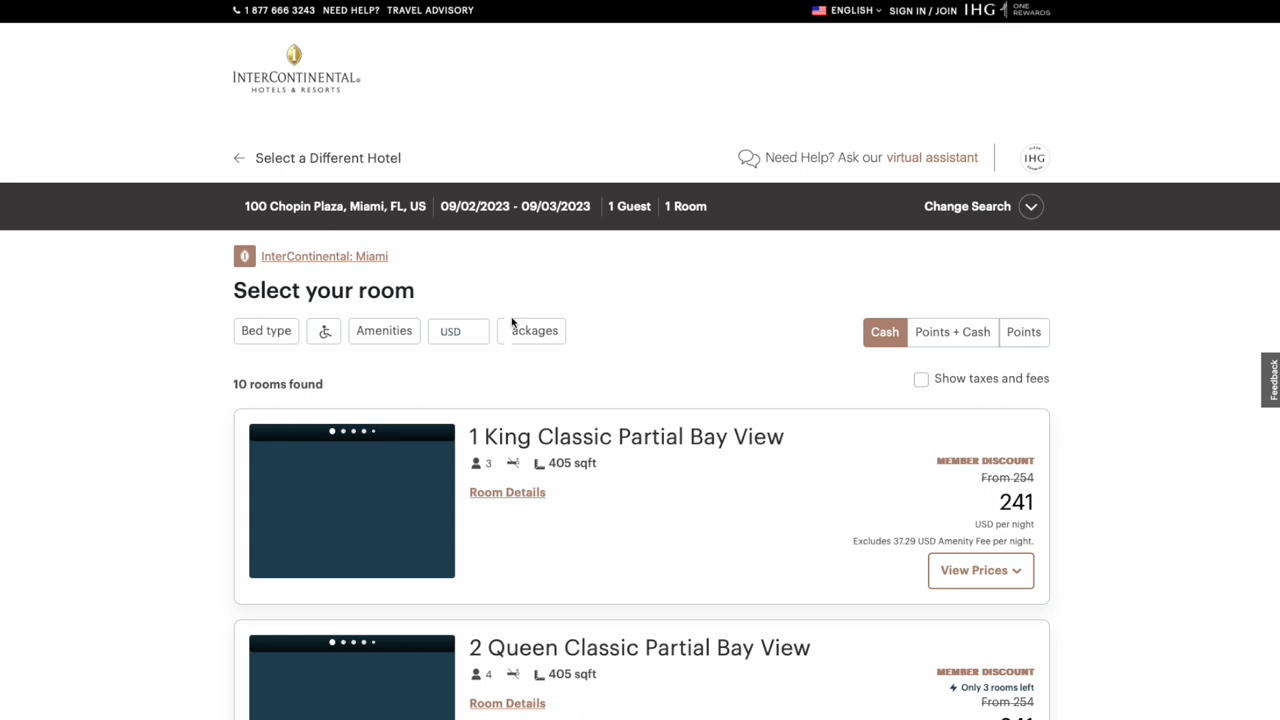 1 877 666 3243 NEED HELP? TRAVEL ADVISORY
ENGLISH SIGN IN / JOIN IHG ONE REWARDS
INTERCONTINENTAL®
HOTELS & RESORTS
Select a Different Hotel
Need Help? Ask our virtual assistant
IHG
100 Chopin Plaza, Miami, FL, US 09/02/2023 - 09/03/2023 1 Guest 1 Room Change Search
InterContinental: Miami
Select your room
Bed type Amenities USD ackages Cash Points + Cash Points
10 rooms found
Show taxes and fees
1 King Classic Partial Bay View
3 405 sqft
Room Details
MEMBER DISCOUNT
From 254
241
USD per night
Excludes 37.29 USD Amenity Fee per night.
View Prices
2 Queen Classic Partial Bay View
4 405 sqft
Room Details
MEMBER DISCOUNT
Only 3 rooms left
From 254
Feedback